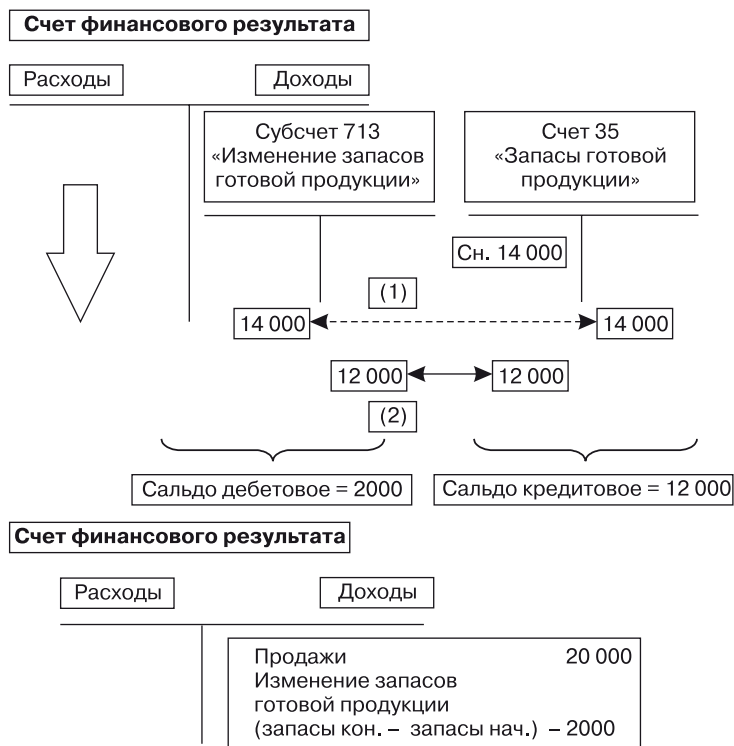 Счет финансового результата
Расходы
Доходы
Субсчет 713
«Изменение запасов
готовой продукции»
Счет 35
«Запасы готовой
продукции»
Сн. 14 000
(1)
14 000
14 000
12 000
12 000
(2)
Сальдо дебетовое = 2000
Сальдо кредитовое = 12 000
Счет финансового результата
Расходы
Доходы
Продажи 20 000
Изменение запасов
готовой продукции
(запасы кон. – запасы нач.) – 2000